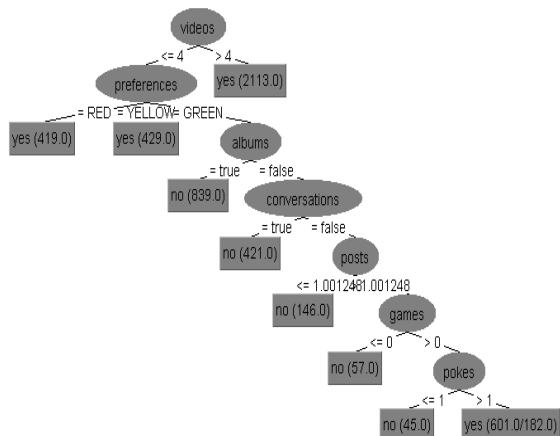 videos
<= 4 > 4
preferences yes (2113.0)
= RED = YELLOW = GREEN
yes (419.0) yes (429.0) albums
= true = false
no (839.0) conversations
= true = false
no (421.0) posts
<= 1.001248 > 1.001248
no (146.0) games
<= 0 > 0
no (57.0) pokes
<= 1 > 1
no (45.0) yes (601.0/182.0)